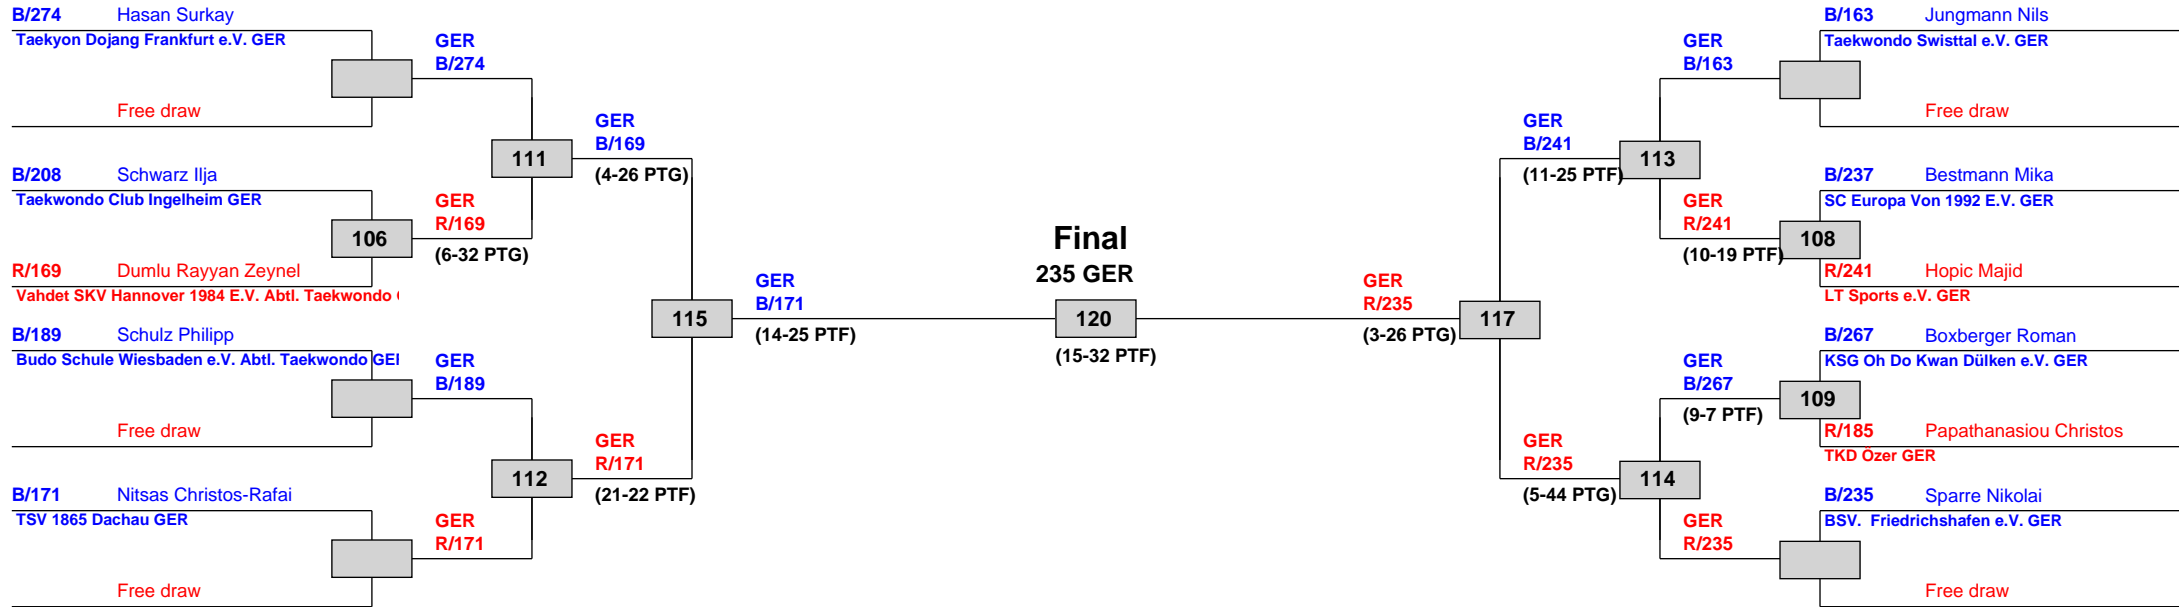 B/274 Hasan Surkay
Taekyon Dojang Frankfurt e.V. GER
Free draw
B/208 Schwarz Ilja
Taekwondo Club Ingelheim GER
R/169 Dumlu Rayyan Zeynel
Vahdet SKV Hannover 1984 E.V. Abtl. Taekwondo
B/189 Schulz Philipp
Budo Schule Wiesbaden e.V. Abtl. Taekwondo GER
Free draw
B/171 Nitsas Christos-Rafai
TSV 1865 Dachau GER
Free draw
GER
B/274
106
GER
R/169
(6-32 PTG)
GER
B/189
GER
R/171
111
GER
B/169
(4-26 PTG)
112
GER
R/171
(21-22 PTF)
115
GER
B/171
(14-25 PTF)
Final
235 GER
120
(15-32 PTF)
GER
R/235
(3-26 PTG)
117
GER
B/241
(11-25 PTF)
113
GER
R/235
(5-44 PTG)
114
GER
B/163
GER
R/241
(10-19 PTF)
108
GER
B/267
(9-7 PTF)
109
GER
R/235
B/163 Jungmann Nils
Taekwondo Swisttal e.V. GER
Free draw
B/237 Bestmann Mika
SC Europa Von 1992 E.V. GER
R/241 Hopic Majid
LT Sports e.V. GER
B/267 Boxberger Roman
KSG Oh Do Kwan Dülken e.V. GER
R/185 Papathanasiou Christos
TKD Özer GER
B/235 Sparre Nikolai
BSV. Friedrichshafen e.V. GER
Free draw